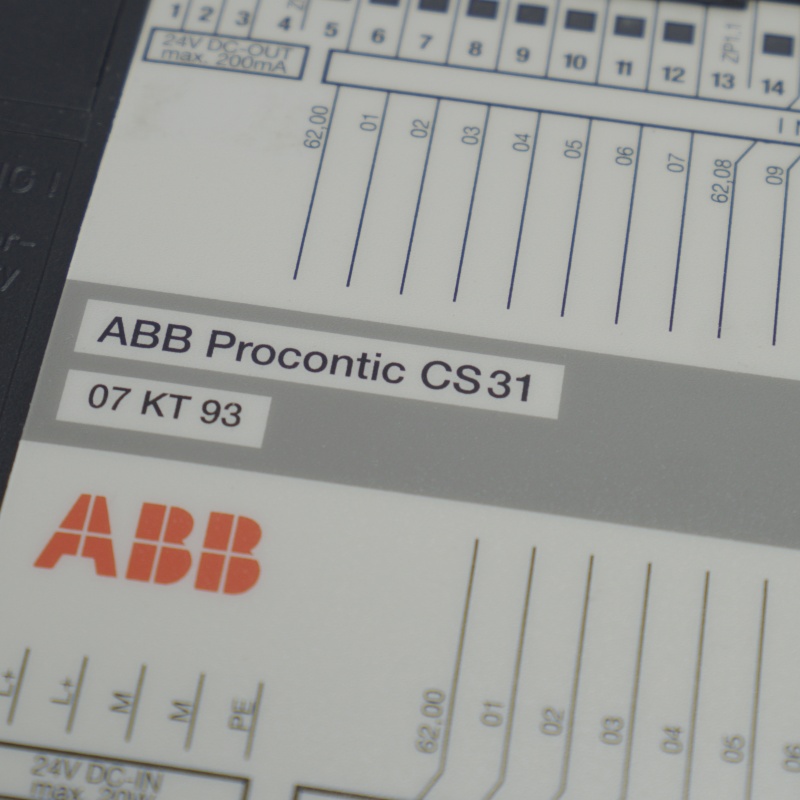 1 2 3 4 5 6 7 8 9 10 11 12 13 14
ZP1.1
24V DC-OUT
max. 200mA
62,00 01 02 03 04 05 06 07 62,08 09
ABB Procontic CS31
07 KT 93
ABB
L+ L+ M M PE
62,00 01 02 03 04 05 06
24V DC-IN